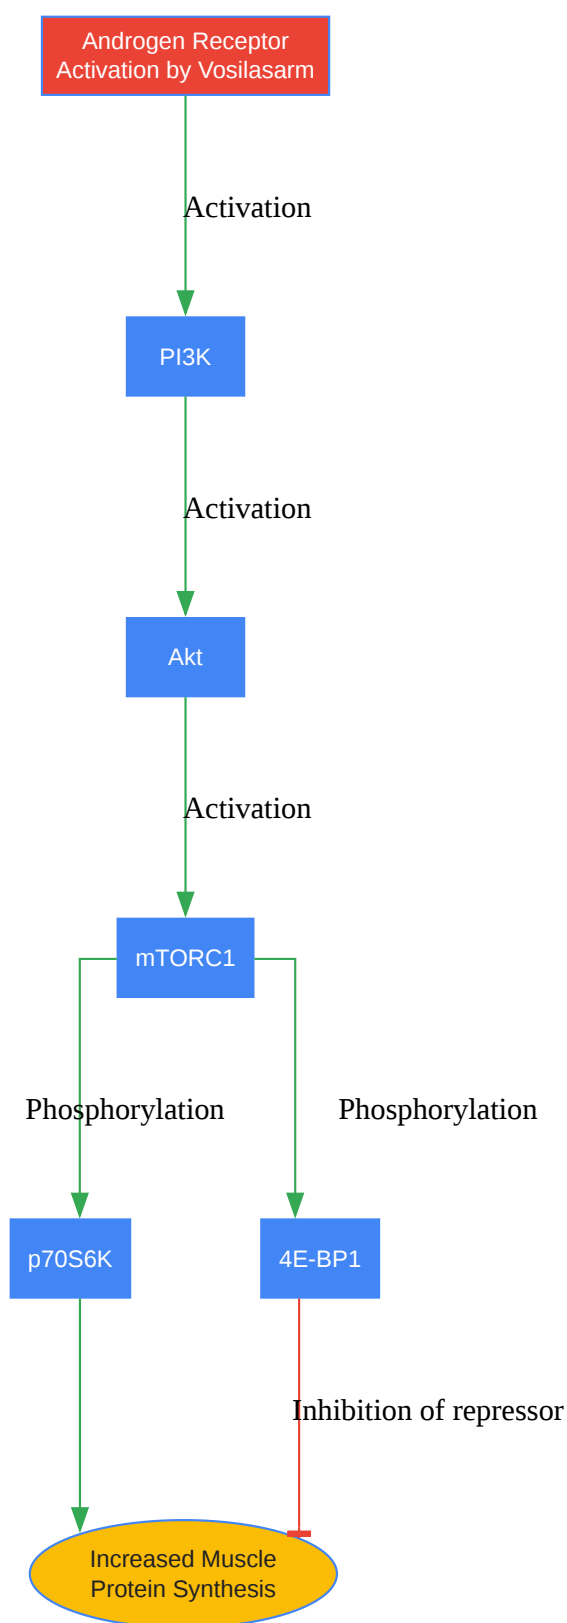 Androgen Receptor
Activation by Vosilasarm
Activation
PI3K
Activation
Akt
Activation
mTORC1
Phosphorylation
Phosphorylation
p70S6K
4E-BP1
Inhibition of repressor
Increased Muscle
Protein Synthesis